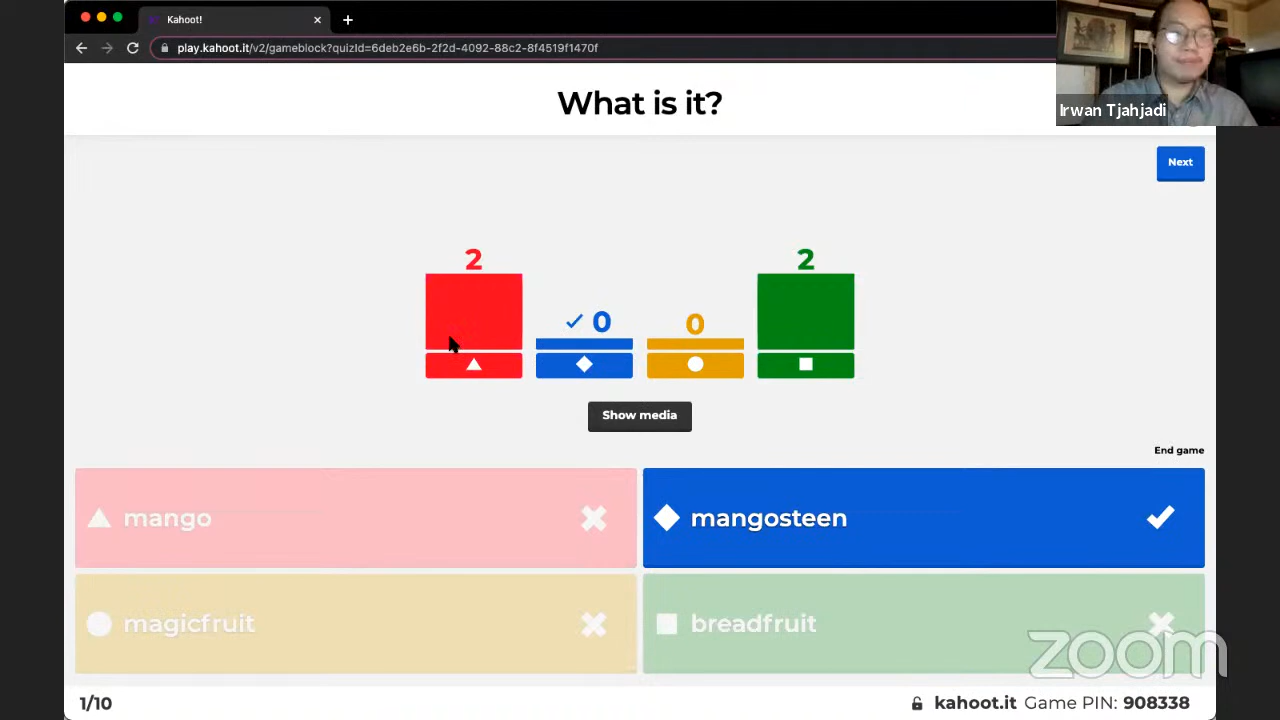 Kahoot!
play.kahoot.it/v2/gameblock?quizId=6deb2e6b-2f2d-4092-88c2-8f4519f1470f
Irwan Tjahjadi
What is it?
Next
2
0
0
2
Show media
End game
mango
mangosteen
magicfruit
breadfruit
zoom
1/10
kahoot.it Game PIN: 908338